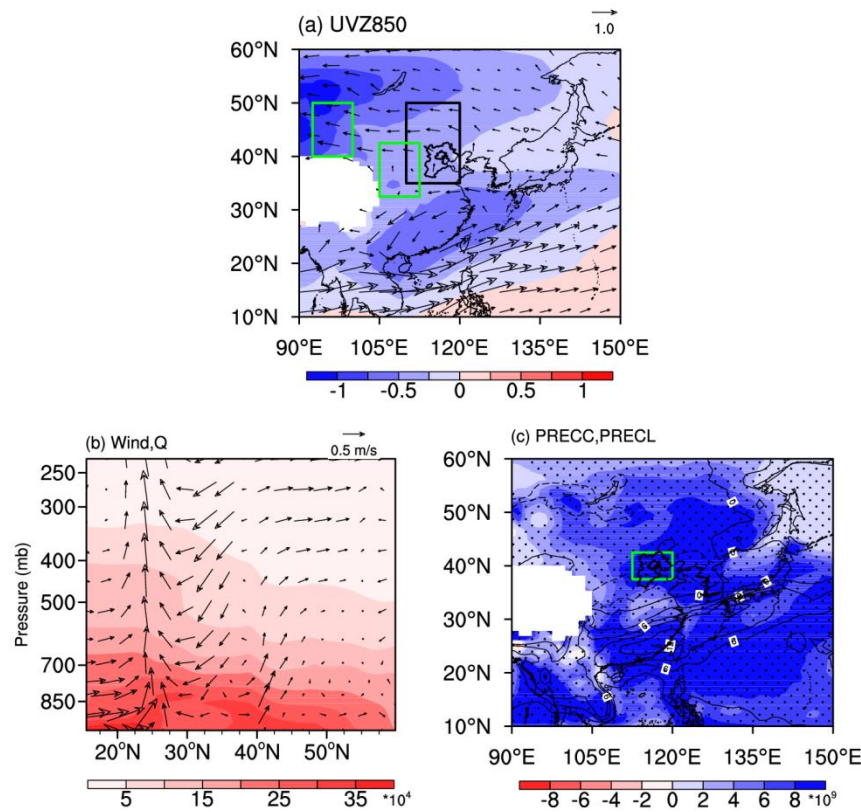 (a) UVZ850
1.0
60°N
50°N
40°N
30°N
20°N
10°N
90°E 105°E 120°E 135°E 150°E
-1 -0.5 0 0.5 1
(b) Wind,Q
0.5 m/s
Pressure (mb)
250
300
400
500
700
850
20°N 30°N 40°N 50°N
5 15 25 35 *10⁴
(c) PRECC,PRECL
60°N
50°N
40°N
30°N
20°N
10°N
90°E 105°E 120°E 135°E 150°E
-8 -6 -4 -2 0 2 4 6 8 *10⁹